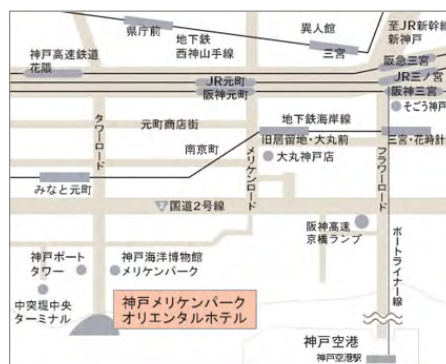 県庁前
地下鉄
西神山手線
異人館
三宮
至JR新幹線
新神戸
神戸高速鉄道
花隈
阪急三宮
JR元町
JR三ノ宮
阪神元町
阪神三宮
そごう神戸
タワーロード
元町商店街
メリケンロード
地下鉄海岸線
旧居留地・大丸前
三宮・花時計
フラワーロード
南京町
大丸神戸店
みなと元町
2
国道2号線
阪神高速
京橋ランプ
ポートライナー線
神戸ポート
タワー
神戸海洋博物館
メリケンパーク
中突堤中央
ターミナル
神戸メリケンパーク
オリエンタルホテル
神戸空港
神戸空港駅